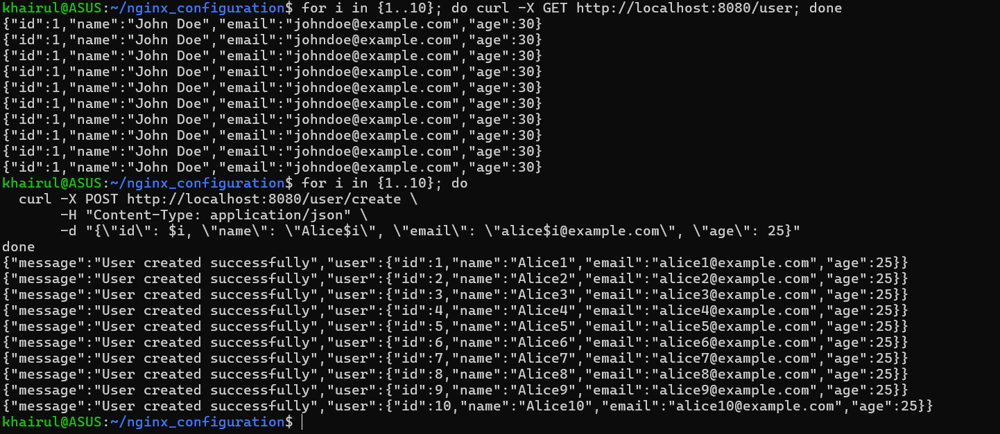 khairul@ASUS:~/nginx_configuration$ for i in {1..10}; do curl -X GET http://localhost:8080/user; done
{"id":1,"name":"John Doe","email":"johndoe@example.com","age":30}
{"id":1,"name":"John Doe","email":"johndoe@example.com","age":30}
{"id":1,"name":"John Doe","email":"johndoe@example.com","age":30}
{"id":1,"name":"John Doe","email":"johndoe@example.com","age":30}
{"id":1,"name":"John Doe","email":"johndoe@example.com","age":30}
{"id":1,"name":"John Doe","email":"johndoe@example.com","age":30}
{"id":1,"name":"John Doe","email":"johndoe@example.com","age":30}
{"id":1,"name":"John Doe","email":"johndoe@example.com","age":30}
{"id":1,"name":"John Doe","email":"johndoe@example.com","age":30}
{"id":1,"name":"John Doe","email":"johndoe@example.com","age":30}
khairul@ASUS:~/nginx_configuration$ for i in {1..10}; do
  curl -X POST http://localhost:8080/user/create \
       -H "Content-Type: application/json" \
       -d "{\"id\": $i, \"name\": \"Alice$i\", \"email\": \"alice$i@example.com\", \"age\": 25}"
done
{"message":"User created successfully","user":{"id":1,"name":"Alice1","email":"alice1@example.com","age":25}}
{"message":"User created successfully","user":{"id":2,"name":"Alice2","email":"alice2@example.com","age":25}}
{"message":"User created successfully","user":{"id":3,"name":"Alice3","email":"alice3@example.com","age":25}}
{"message":"User created successfully","user":{"id":4,"name":"Alice4","email":"alice4@example.com","age":25}}
{"message":"User created successfully","user":{"id":5,"name":"Alice5","email":"alice5@example.com","age":25}}
{"message":"User created successfully","user":{"id":6,"name":"Alice6","email":"alice6@example.com","age":25}}
{"message":"User created successfully","user":{"id":7,"name":"Alice7","email":"alice7@example.com","age":25}}
{"message":"User created successfully","user":{"id":8,"name":"Alice8","email":"alice8@example.com","age":25}}
{"message":"User created successfully","user":{"id":9,"name":"Alice9","email":"alice9@example.com","age":25}}
{"message":"User created successfully","user":{"id":10,"name":"Alice10","email":"alice10@example.com","age":25}}
khairul@ASUS:~/nginx_configuration$